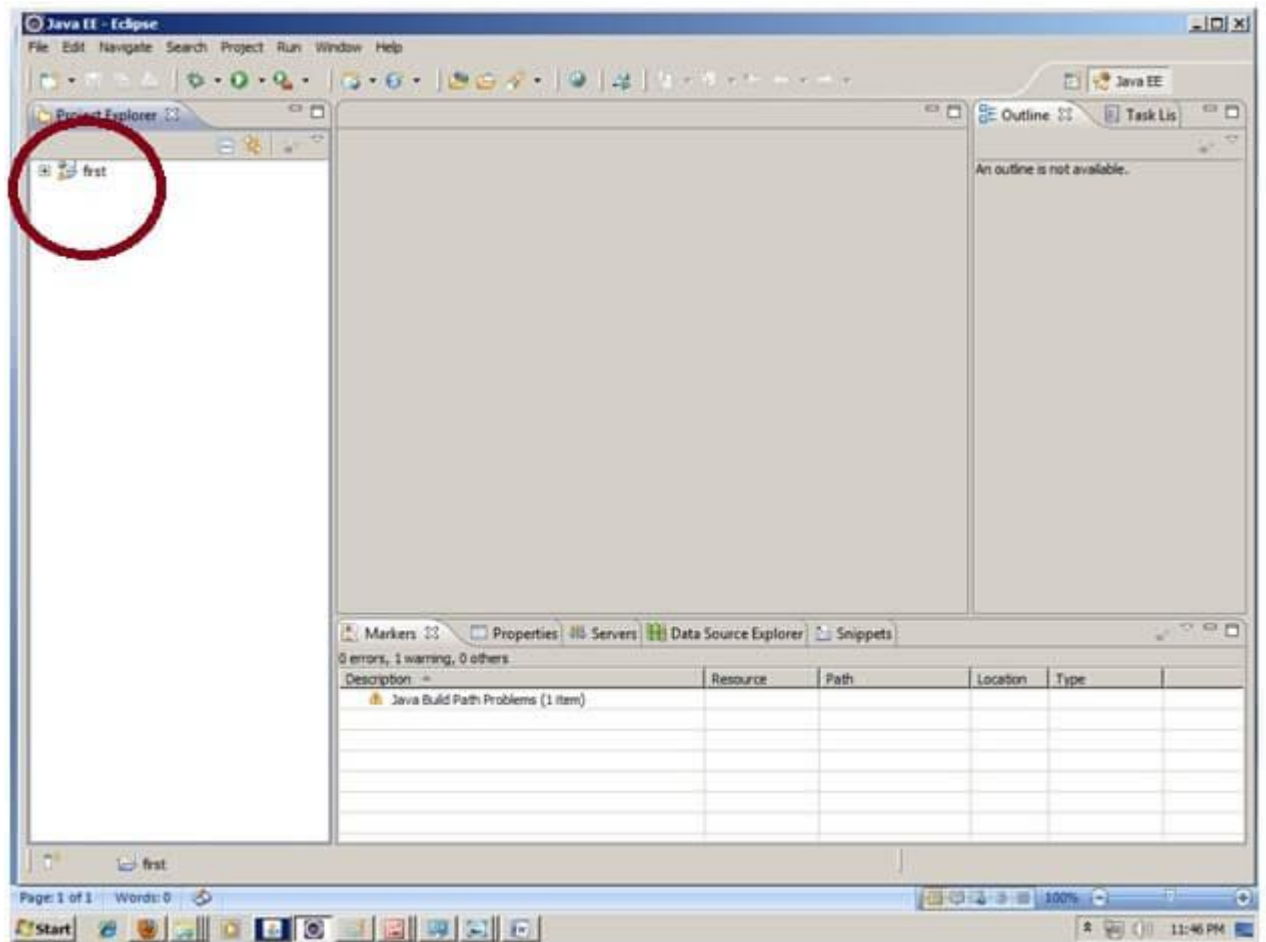 Java EE - Eclipse
File Edit Navigate Search Project Run Window Help
Java EE
Project Explorer
Outline Task Lis
first
An outline is not available.
Markers Properties Servers Data Source Explorer Snippets
0 errors, 1 warning, 0 others
Description Resource Path Location Type
Java Build Path Problems (1 item)
first
Page: 1 of 1 Words: 0 100%
Start 11:46 PM